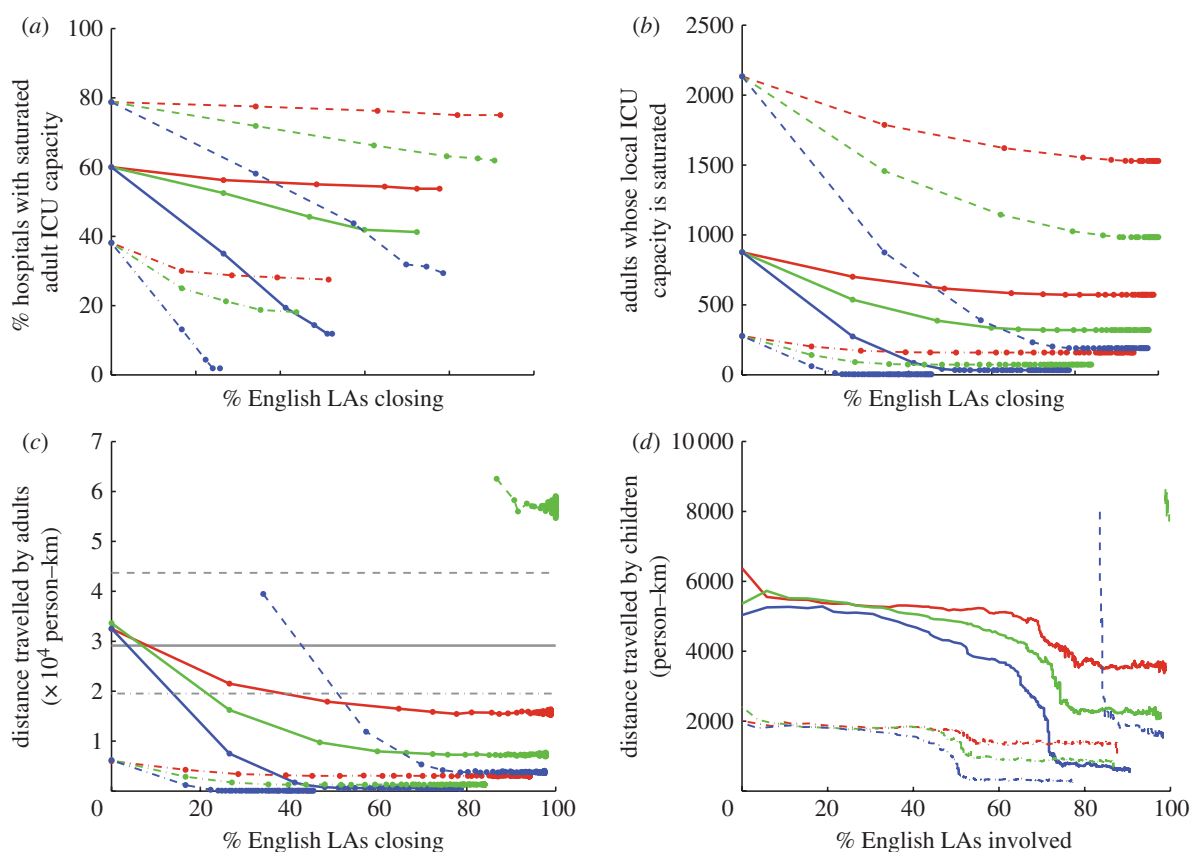 (a)
100
80
60
40
20
0
% hospitals with saturated
adult ICU capacity
% English LAs closing
(b)
2500
2000
1500
1000
500
0
adults whose local ICU
capacity is saturated
% English LAs closing
(c)
7
6
5
4
3
2
1
0
20
40
60
80
100
distance travelled by adults
(× 10⁴ person–km)
% English LAs closing
(d)
10 000
8000
6000
4000
2000
0
20
40
60
80
100
distance travelled by children
(person–km)
% English LAs involved